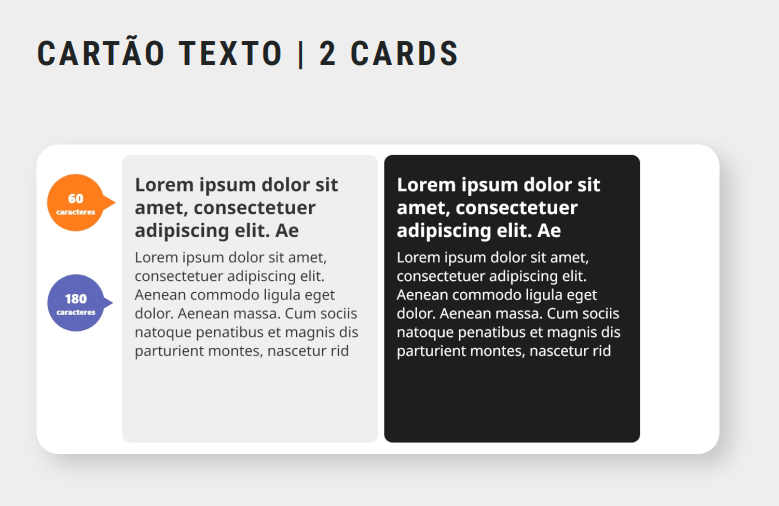 CARTÃO TEXTO | 2 CARDS
60
caracteres
Lorem ipsum dolor sit
amet, consectetuer
adipiscing elit. Ae
180
caracteres
Lorem ipsum dolor sit amet,
consectetuer adipiscing elit.
Aenean commodo ligula eget
dolor. Aenean massa. Cum sociis
natoque penatibus et magnis dis
parturient montes, nascetur rid
Lorem ipsum dolor sit
amet, consectetuer
adipiscing elit. Ae
Lorem ipsum dolor sit amet,
consectetuer adipiscing elit.
Aenean commodo ligula eget
dolor. Aenean massa. Cum sociis
natoque penatibus et magnis dis
parturient montes, nascetur rid